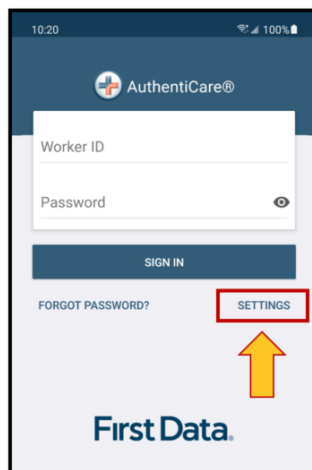 10:20
100%
AuthentiCare®
Worker ID
Password
SIGN IN
FORGOT PASSWORD?
SETTINGS
First Data.